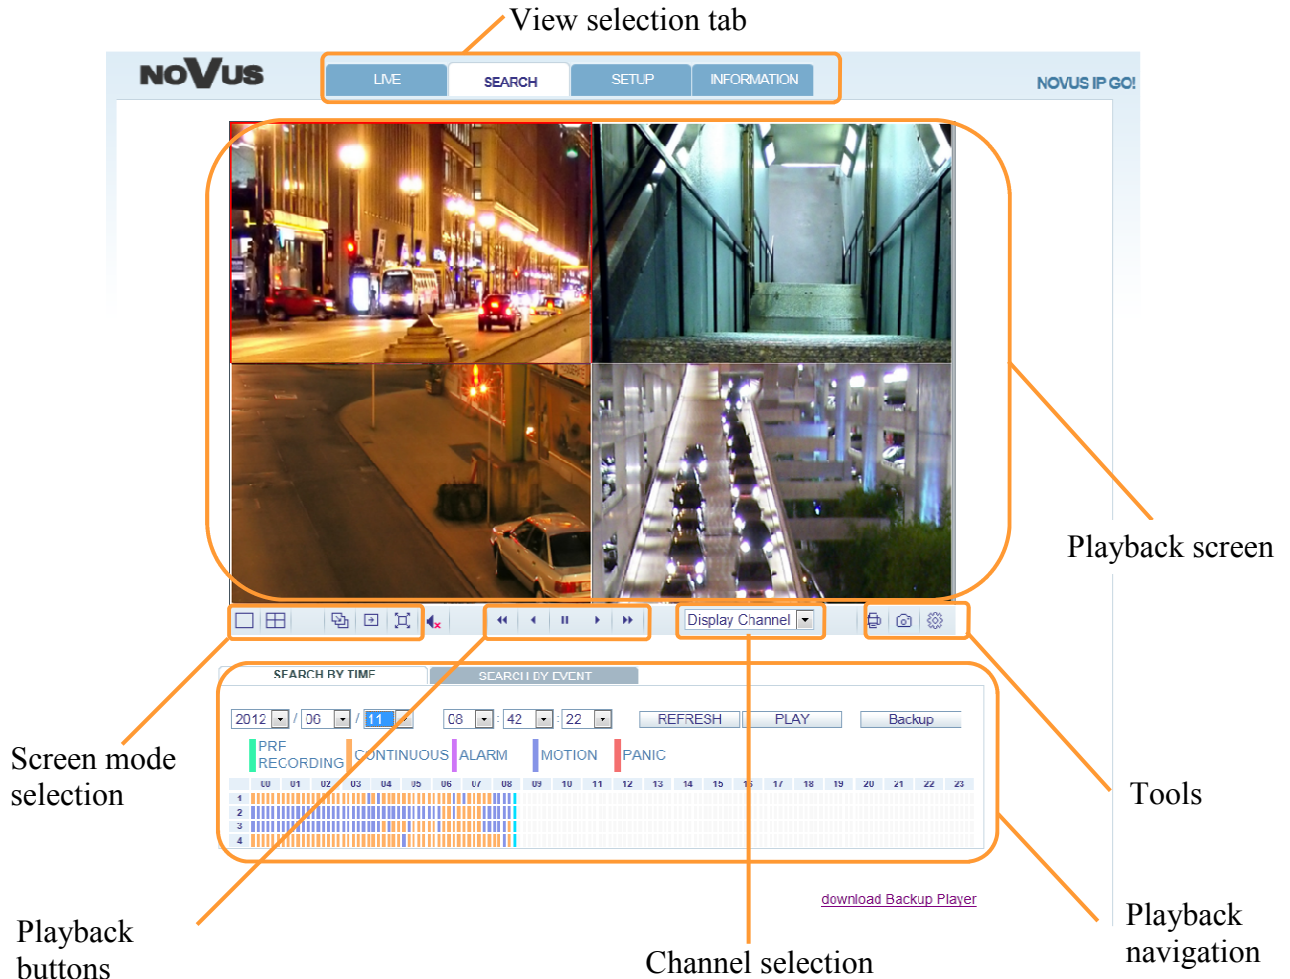 View selection tab
NOVUS
LIVE
SEARCH
SETUP
INFORMATION
NOVUS IP GO!
Playback screen
Display Channel
SEARCH BY TIME
SEARCH BY EVENT
2012 / 06 / 11 08 : 42 : 22
REFRESH
PLAY
Backup
PRE
RECORDING
CONTINUOUS
ALARM
MOTION
PANIC
00 01 02 03 04 05 06 07 08 09 10 11 12 13 14 15 16 17 18 19 20 21 22 23
1
2
3
4
Screen mode
selection
Tools
download Backup Player
Playback
buttons
Channel selection
Playback
navigation